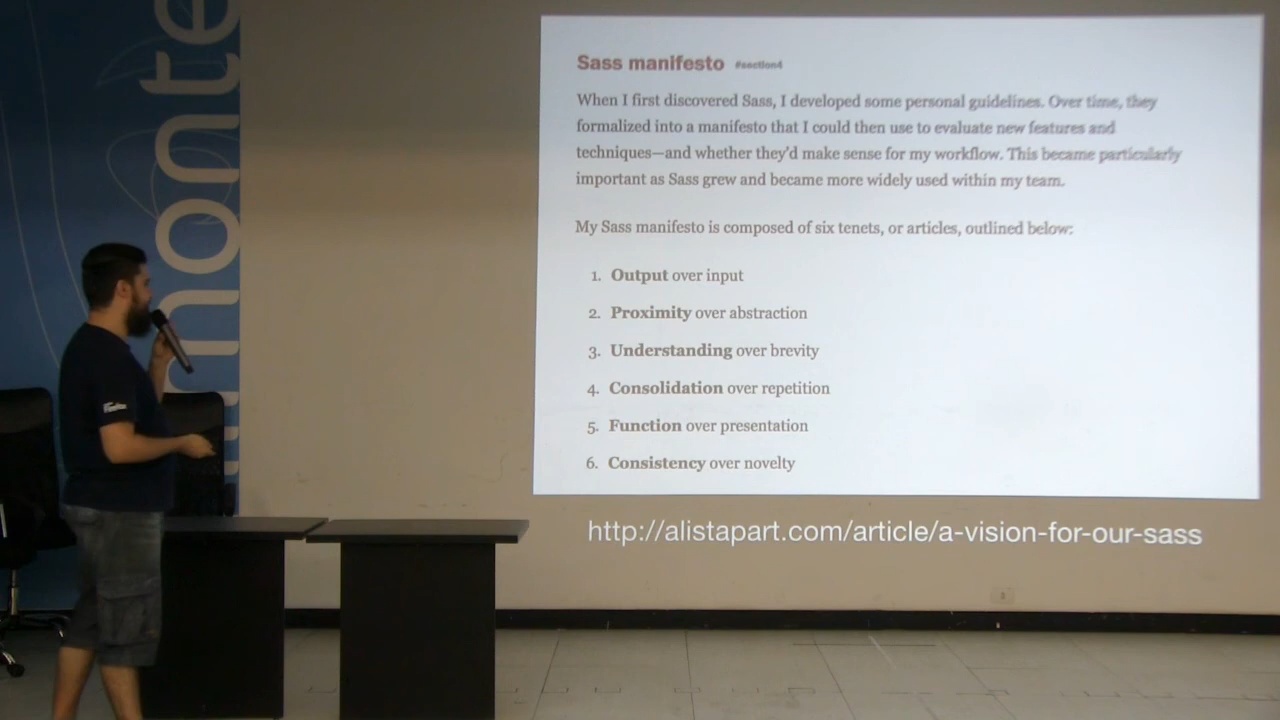 Sass manifesto #section4
When I first discovered Sass, I developed some personal guidelines. Over time, they
formalized into a manifesto that I could then use to evaluate new features and
techniques—and whether they'd make sense for my workflow. This became particularly
important as Sass grew and became more widely used within my team.
My Sass manifesto is composed of six tenets, or articles, outlined below:
1. Output over input
2. Proximity over abstraction
3. Understanding over brevity
4. Consolidation over repetition
5. Function over presentation
6. Consistency over novelty
http://alistapart.com/article/a-vision-for-our-sass